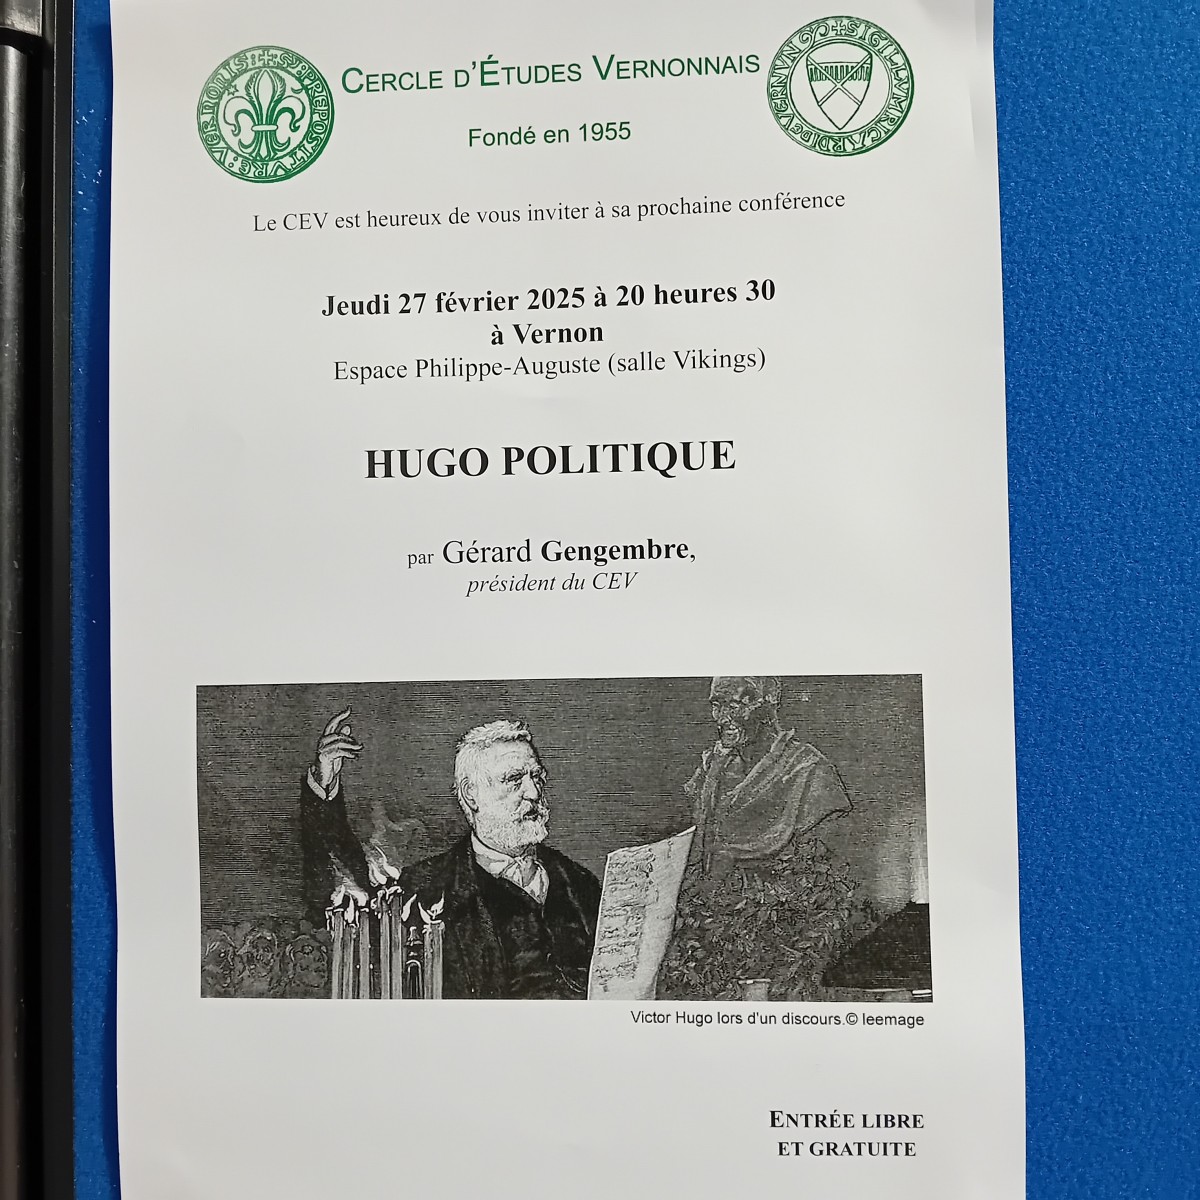 CERCLE D'ÉTUDES VERNONNAIS
Fondé en 1955
Le CEV est heureux de vous inviter à sa prochaine conférence
Jeudi 27 février 2025 à 20 heures 30
à Vernon
Espace Philippe-Auguste (salle Vikings)
HUGO POLITIQUE
par Gérard Gengembre,
président du CEV
Victor Hugo lors d'un discours.© leemage
ENTRÉE LIBRE
ET GRATUITE